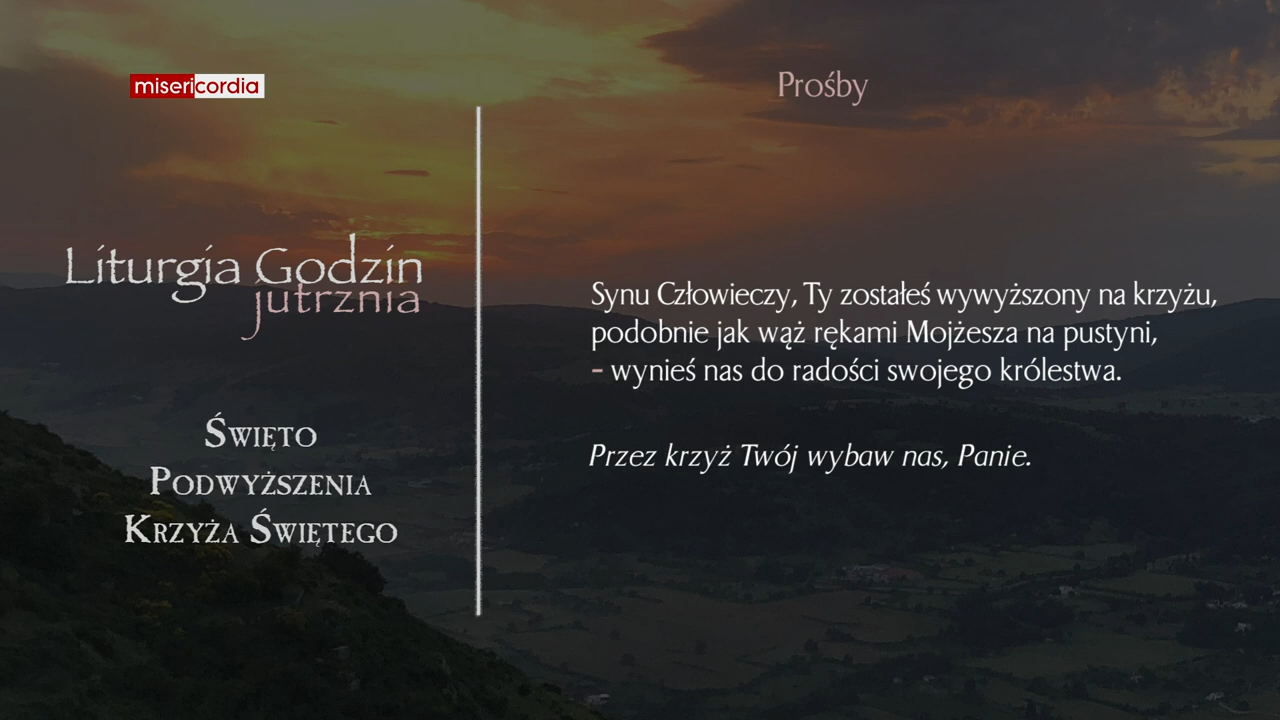 misericordia
Liturgia Godzin
jutrznia
Święto
Podwyższenia
Krzyża Świętego
Prośby
Synu Człowieczy, Ty zostałeś wywyższony na krzyżu,
podobnie jak wąż rękami Mojżesza na pustyni,
- wynieś nas do radości swojego królestwa.
Przez krzyż Twój wybaw nas, Panie.